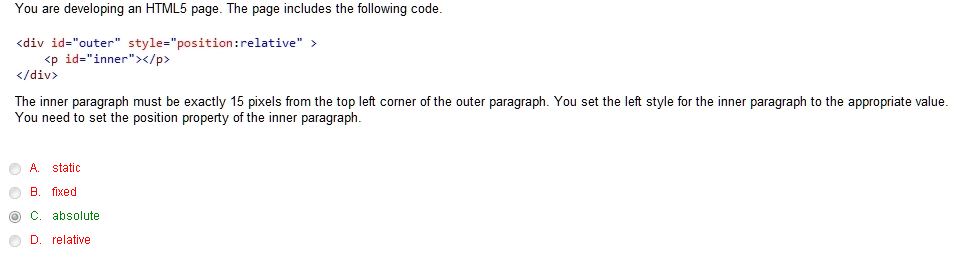 You are developing an HTML5 page. The page includes the following code.
<div id="outer" style="position:relative" >
<p id="inner"></p>
</div>
The inner paragraph must be exactly 15 pixels from the top left corner of the outer paragraph. You set the left style for the inner paragraph to the appropriate value.
You need to set the position property of the inner paragraph.
A. static
B. fixed
C. absolute
D. relative